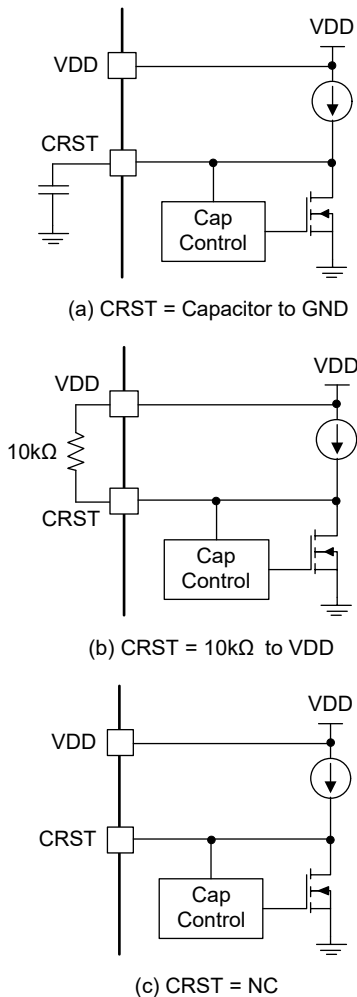 VDD
VDD
CRST
Cap
Control
(a) CRST = Capacitor to GND
VDD
VDD
10kΩ
CRST
Cap
Control
(b) CRST = 10kΩ to VDD
VDD
VDD
CRST
Cap
Control
(c) CRST = NC